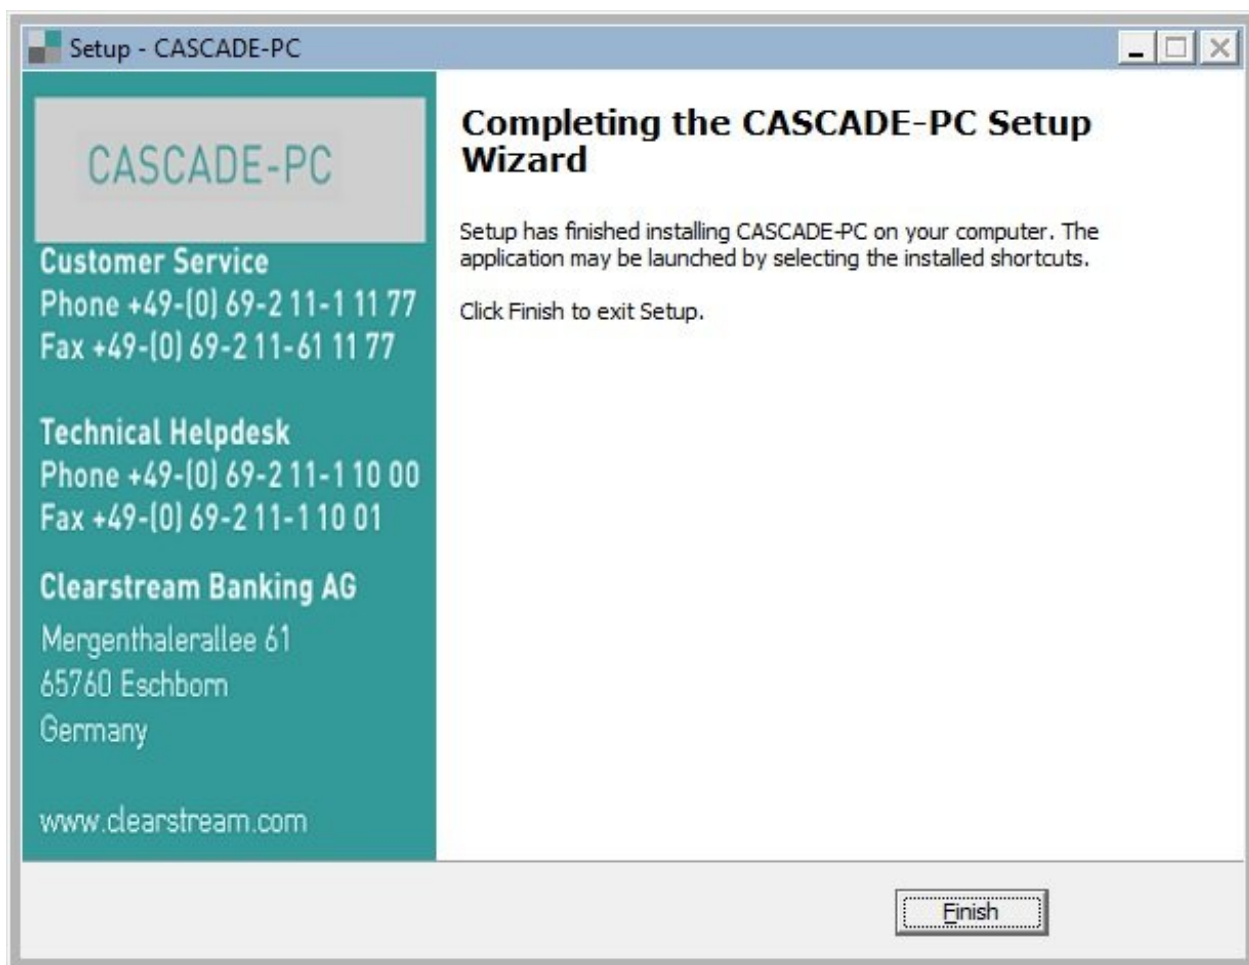 Setup - CASCADE-PC
CASCADE-PC
Customer Service
Phone +49-(0) 69-2 11-1 11 77
Fax +49-(0) 69-2 11-61 11 77
Technical Helpdesk
Phone +49-(0) 69-2 11-1 10 00
Fax +49-(0) 69-2 11-1 10 01
Clearstream Banking AG
Mergenthalerallee 61
65760 Eschborn
Germany
www.clearstream.com
Completing the CASCADE-PC Setup
Wizard
Setup has finished installing CASCADE-PC on your computer. The
application may be launched by selecting the installed shortcuts.
Click Finish to exit Setup.
Finish